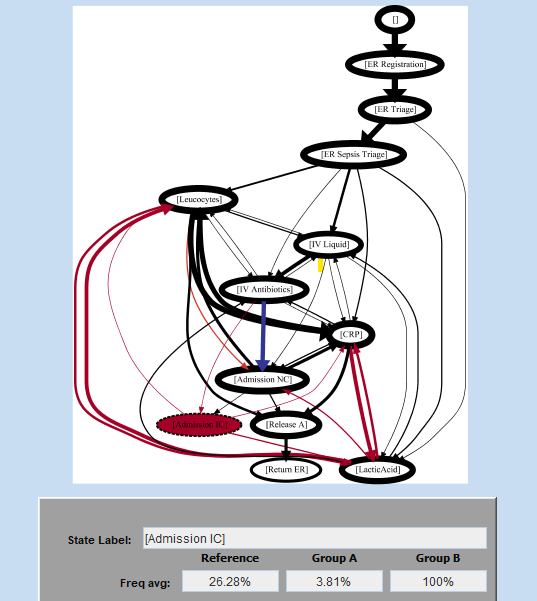 []
[ER Registration]
[ER Triage]
[ER Sepsis Triage]
[Leucocytes]
[IV Liquid]
[IV Antibiotics]
[CRP]
[Admission NC]
[Admission IC]
[Release A]
[Return ER]
[LacticAcid]
State Label: [Admission IC]
Reference Group A Group B
Freq avg: 26.28% 3.81% 100%